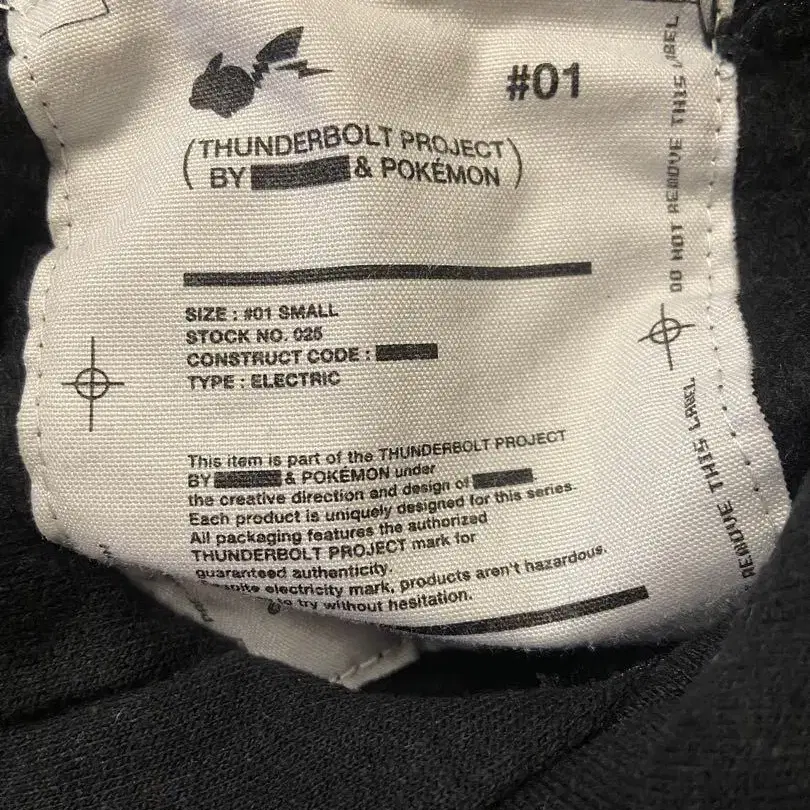 #01
(THUNDERBOLT PROJECT
BY & POKÉMON)
SIZE : #01 SMALL
STOCK NO. 025
CONSTRUCT CODE :
TYPE : ELECTRIC
This item is part of the THUNDERBOLT PROJECT
BY & POKÉMON under
the creative direction and design of
Each product is uniquely designed for this series.
All packaging features the authorized
THUNDERBOLT PROJECT mark for
guaranteed authenticity.
electricity mark, products aren't hazardous.
to try without hesitation.
DO NOT REMOVE THIS LABEL
REMOVE THIS LABEL